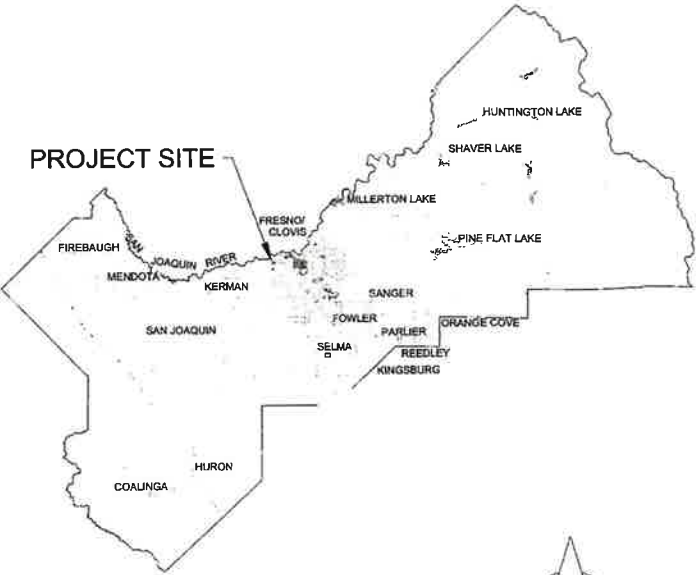 HUNTINGTON LAKE
SHAVER LAKE
PROJECT SITE
MILLERTON LAKE
FRESNO/
CLOVIS
PINE FLAT LAKE
FIREBAUGH
SAN JOAQUIN RIVER
MENDOTA
KERMAN
SANGER
FOWLER
ORANGE COVE
SAN JOAQUIN
PARLIER
SELMA
REEDLEY
KINGSBURG
HURON
COALINGA